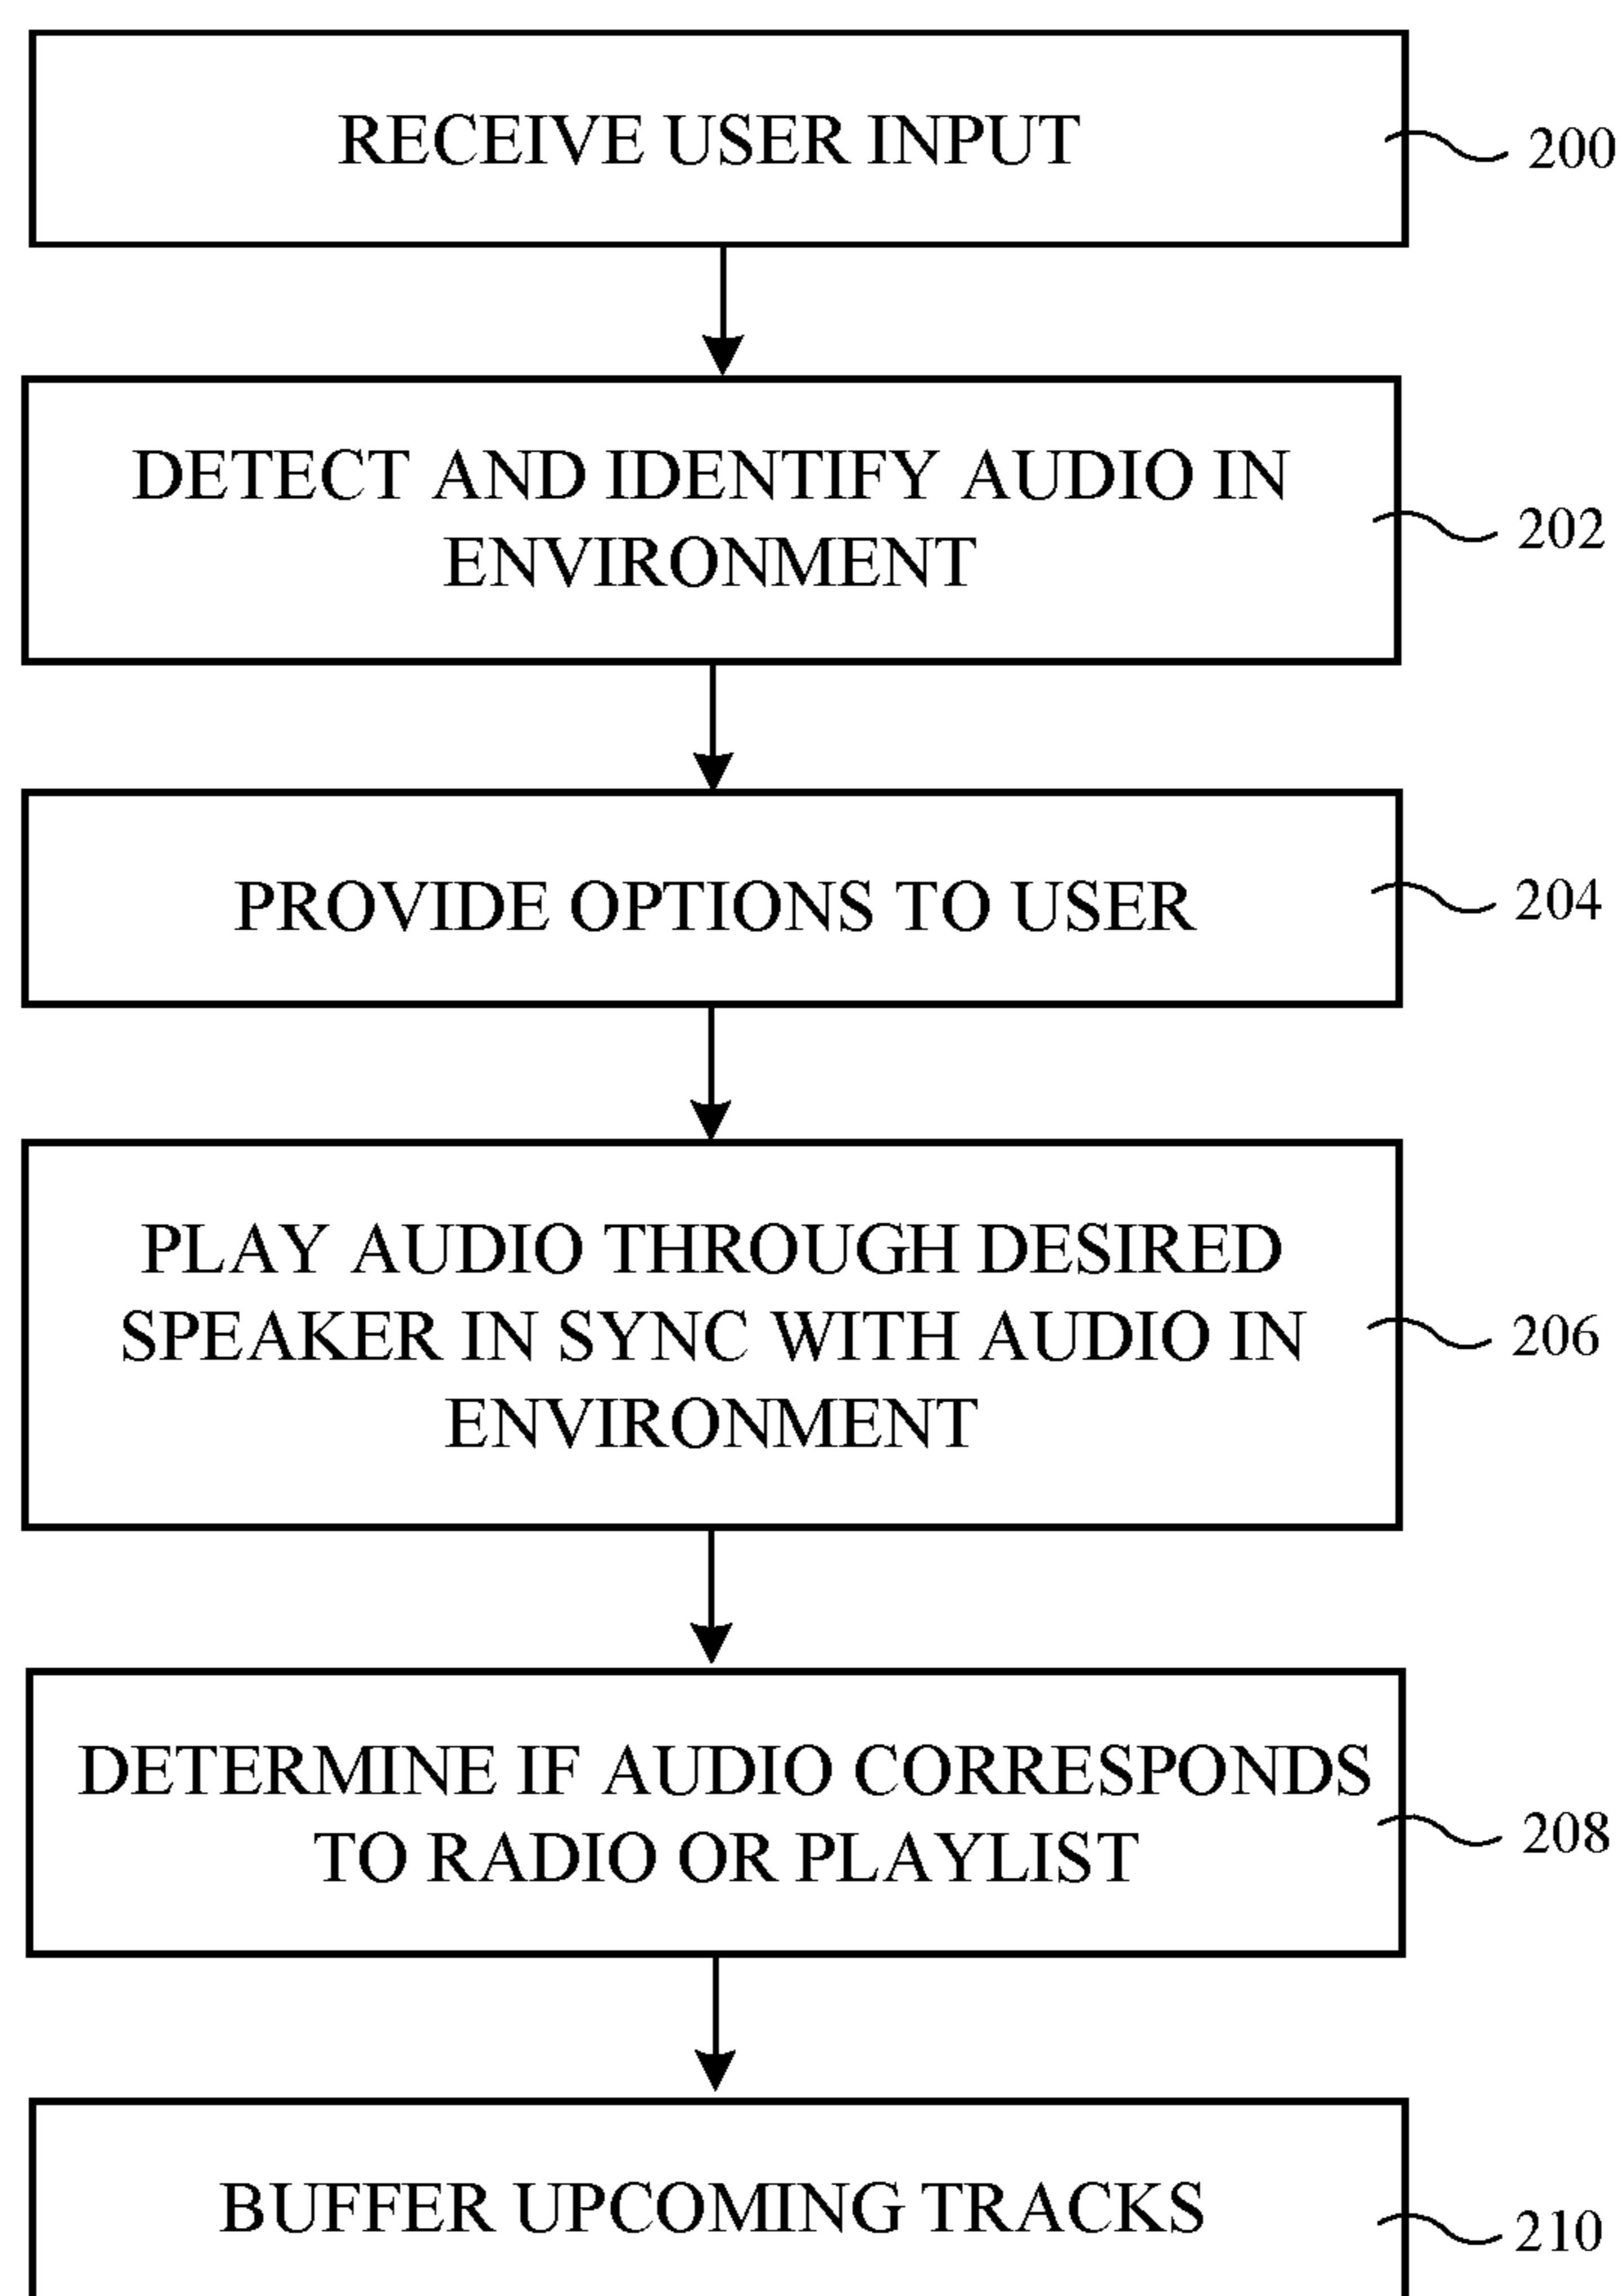 RECEIVE USER INPUT
200
DETECT AND IDENTIFY AUDIO IN
ENVIRONMENT
202
PROVIDE OPTIONS TO USER
204
PLAY AUDIO THROUGH DESIRED
SPEAKER IN SYNC WITH AUDIO IN
ENVIRONMENT
206
DETERMINE IF AUDIO CORRESPONDS
TO RADIO OR PLAYLIST
208
BUFFER UPCOMING TRACKS
210